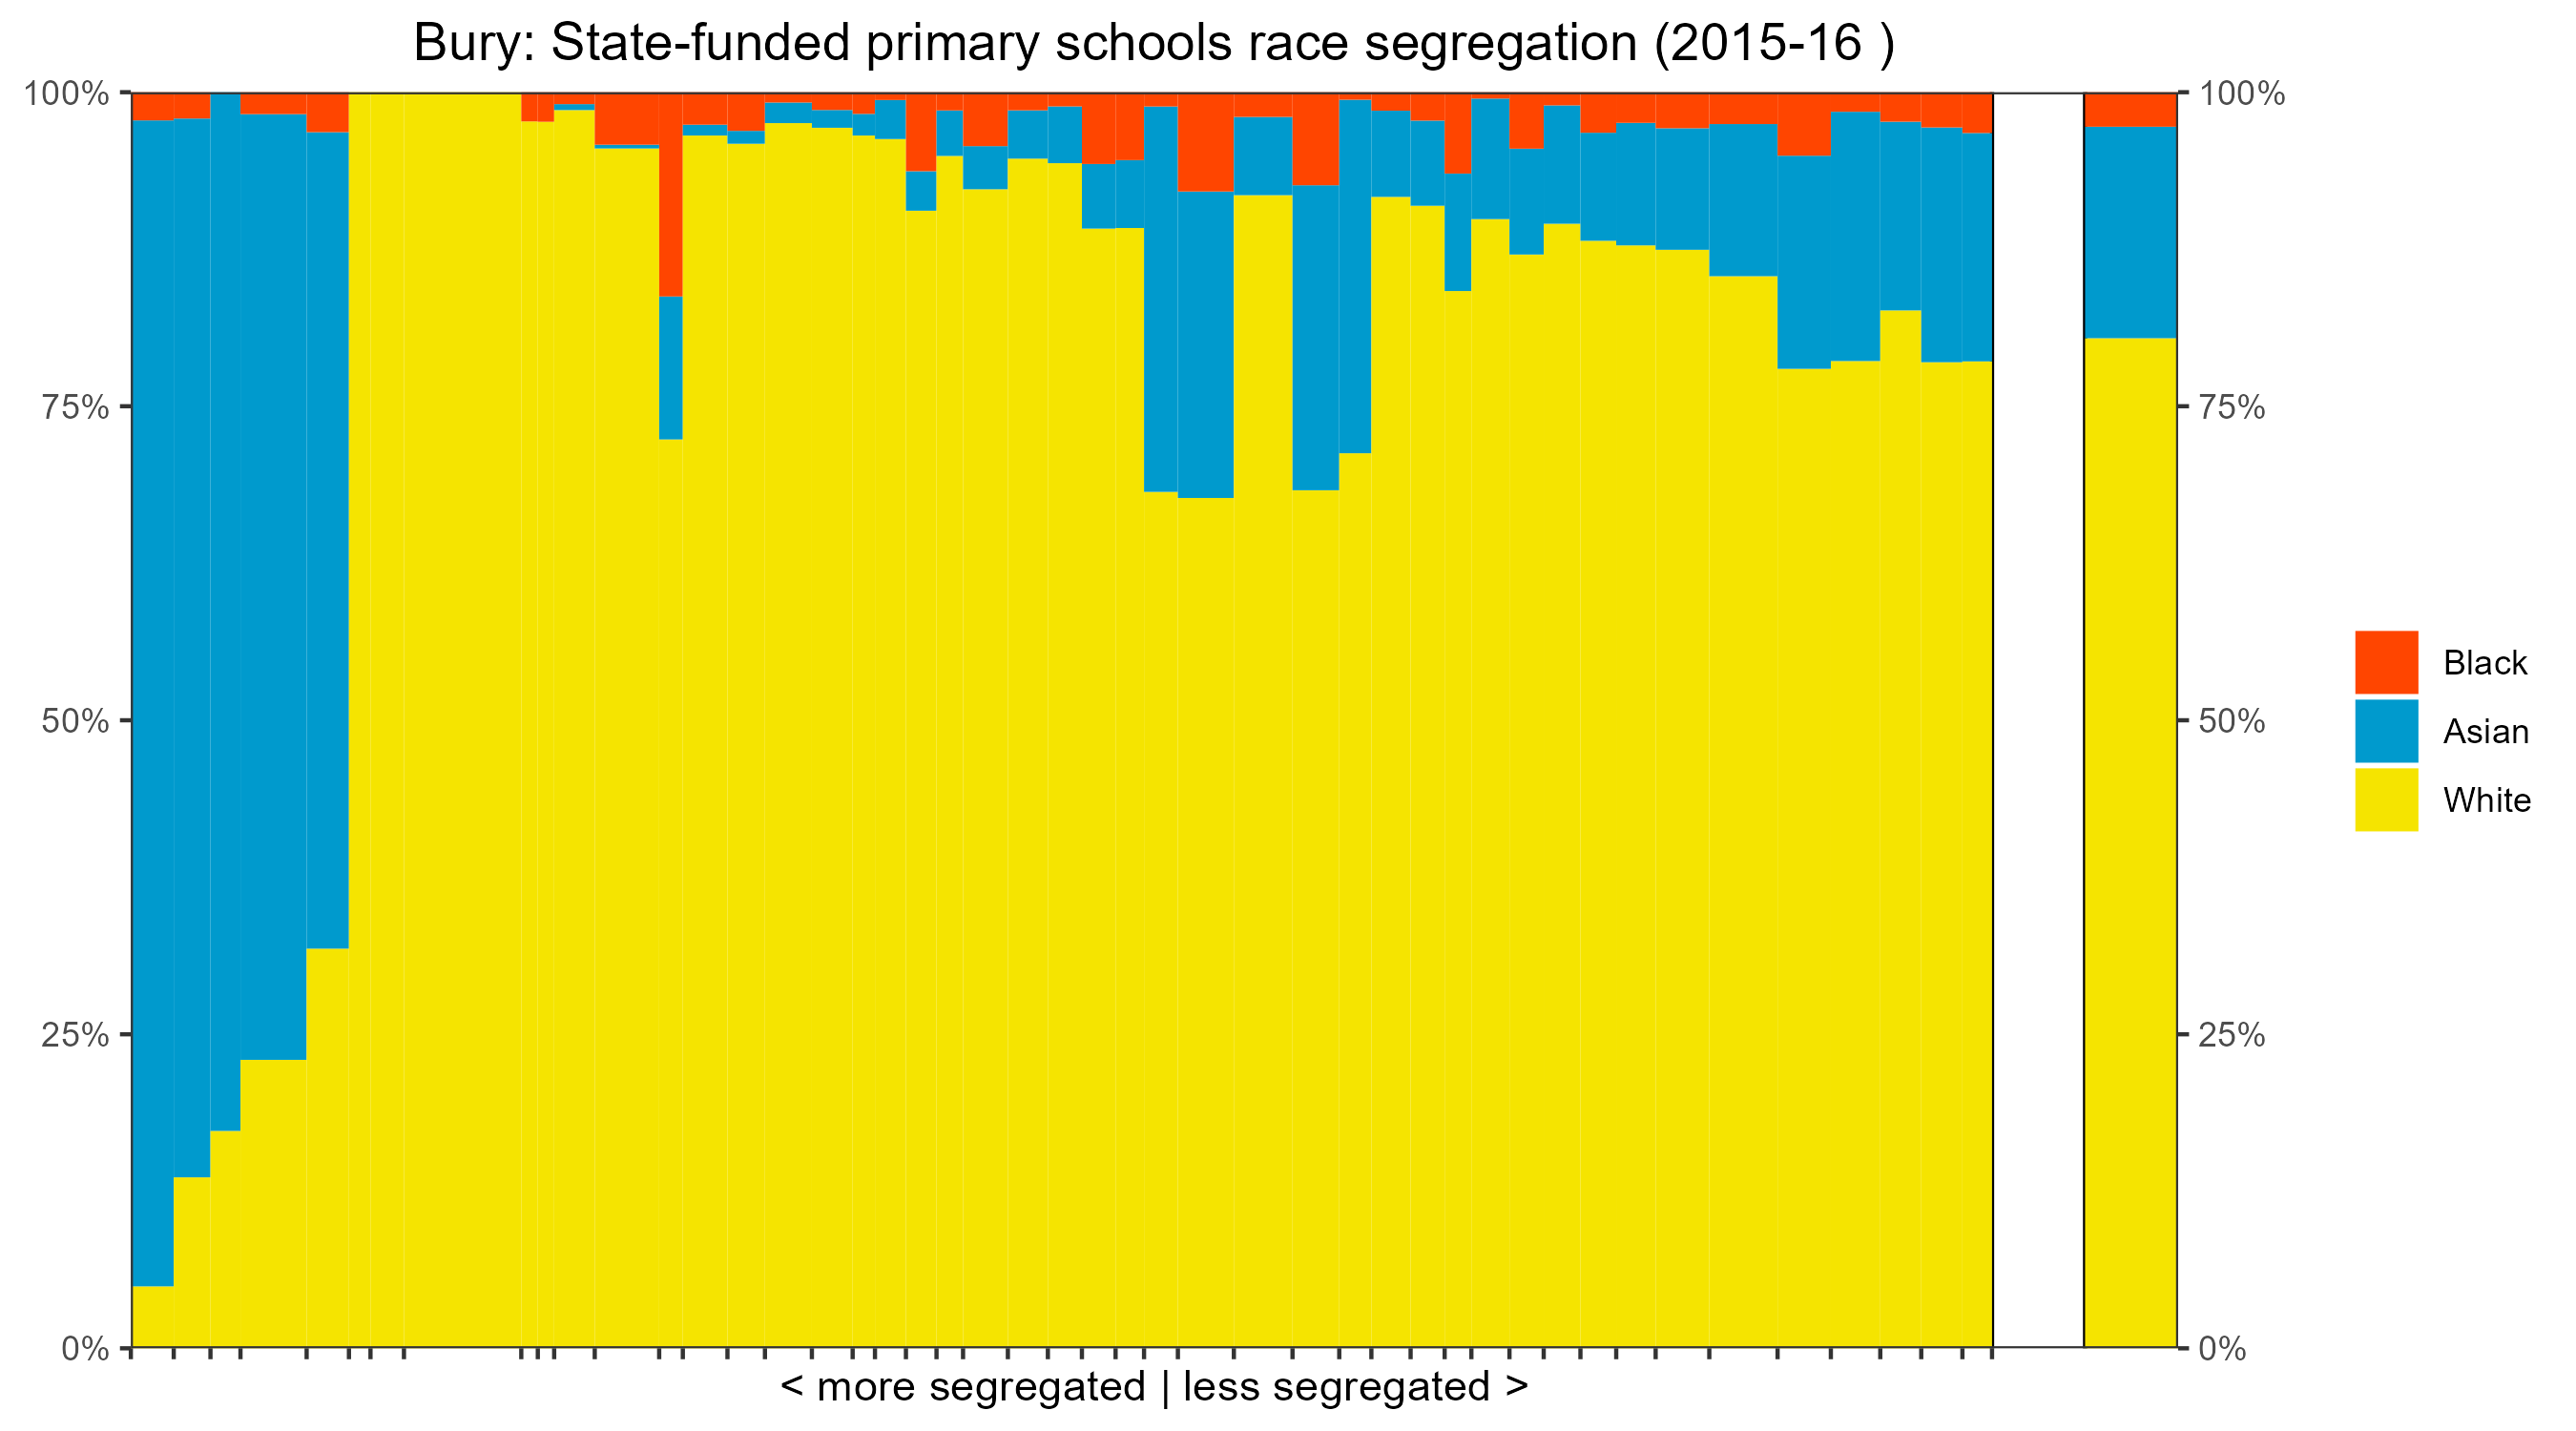 Bury: State-funded primary schools race segregation (2015-16 )
100%
75%
50%
25%
0%
100%
75%
50%
25%
0%
Black
Asian
White
< more segregated | less segregated >